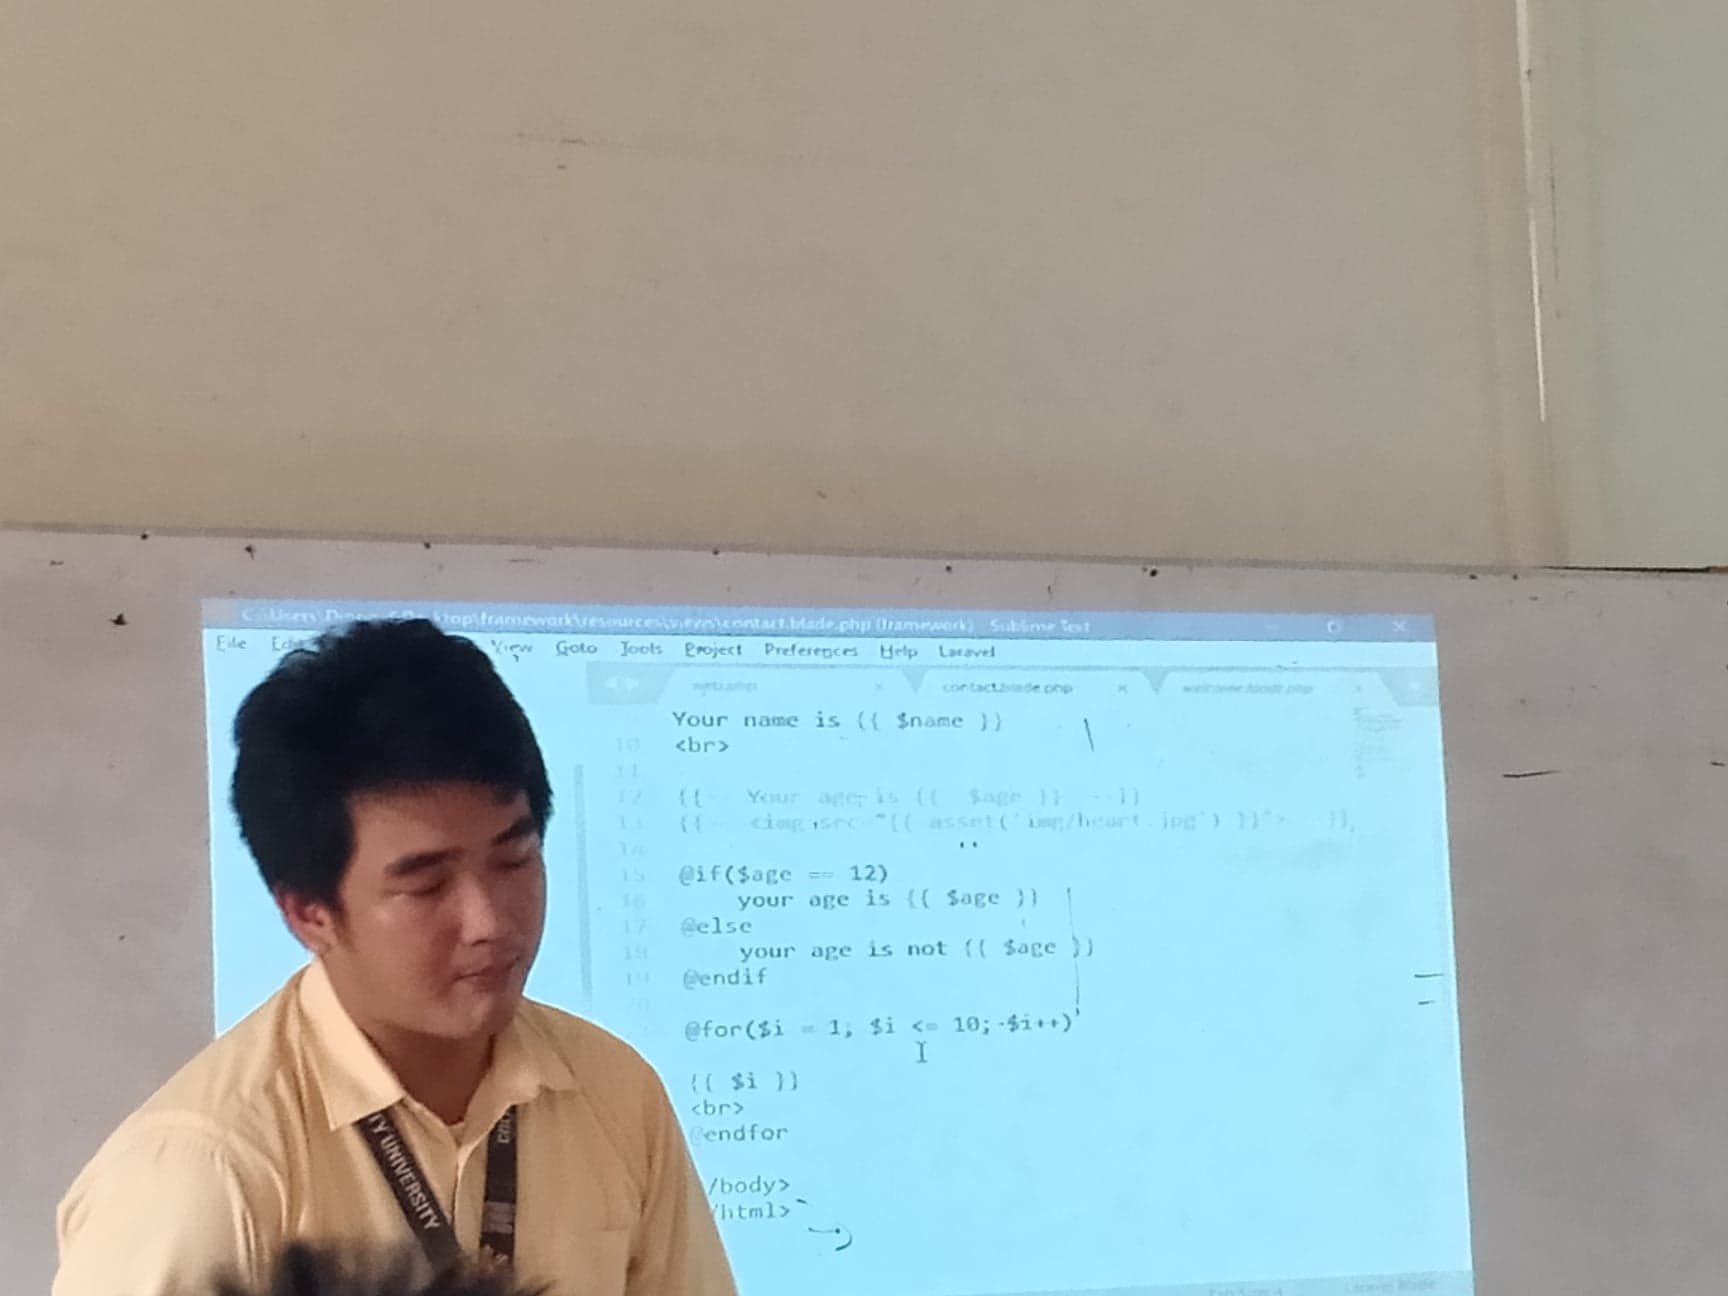 top\framework\resources\views\contact.blade.php (framework) - Sublime Text
File Edit View Goto Tools Project Preferences Help Laravel
web.php contact.blade.php welcome.blade.php
Your name is {{ $name }}
10 <br>
11
12 {{-- Your age is {{ $age }} --}}
13 {{-- <img src="{{ asset('img/heart.jpg') }}"> --}}
14
15 @if($age == 12)
16 your age is {{ $age }}
17 @else
18 your age is not {{ $age }}
19 @endif
20
@for($i = 1; $i <= 10; $i++)
{{ $i }}
<br>
@endfor
/body>
/html>
TY UNIVERSITY